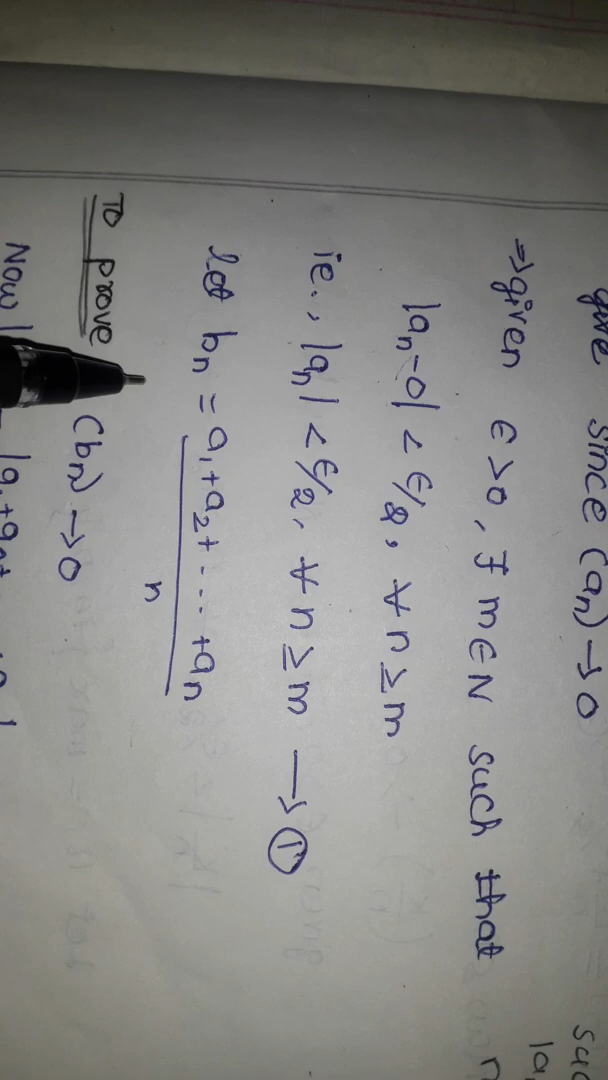 since (an) → 0
⇒ given ε > 0, ∃ m ∈ N such that
|an - 0| < ε/2, ∀ n ≥ m
ie., |an| < ε/2, ∀ n ≥ m → ①
let bn = a1 + a2 + ... + an
n
To prove (bn) → 0
Now